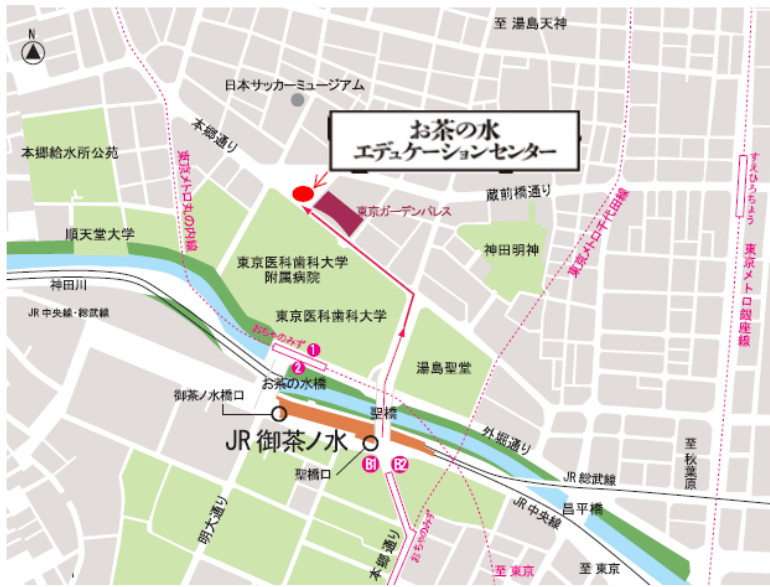 N
至 湯島天神
日本サッカーミュージアム
本郷通り
お茶の水
エデュケーションセンター
本郷給水所公苑
東京メトロ丸の内線
蔵前橋通り
すえひろちょう
東京ガーデンパレス
順天堂大学
神田明神
東京メトロ千代田線
東京メトロ銀座線
東京医科歯科大学
附属病院
神田川
JR 中央線・総武線
東京医科歯科大学
おちゃのみず
1
2
湯島聖堂
お茶の水橋
御茶ノ水橋口
聖橋
外堀通り
JR 御茶ノ水
聖橋口
B1
B2
至 秋葉原
JR 総武線
昌平橋
JR 中央線
明大通り
本郷通り
おちゃのみず
至 東京
至 東京